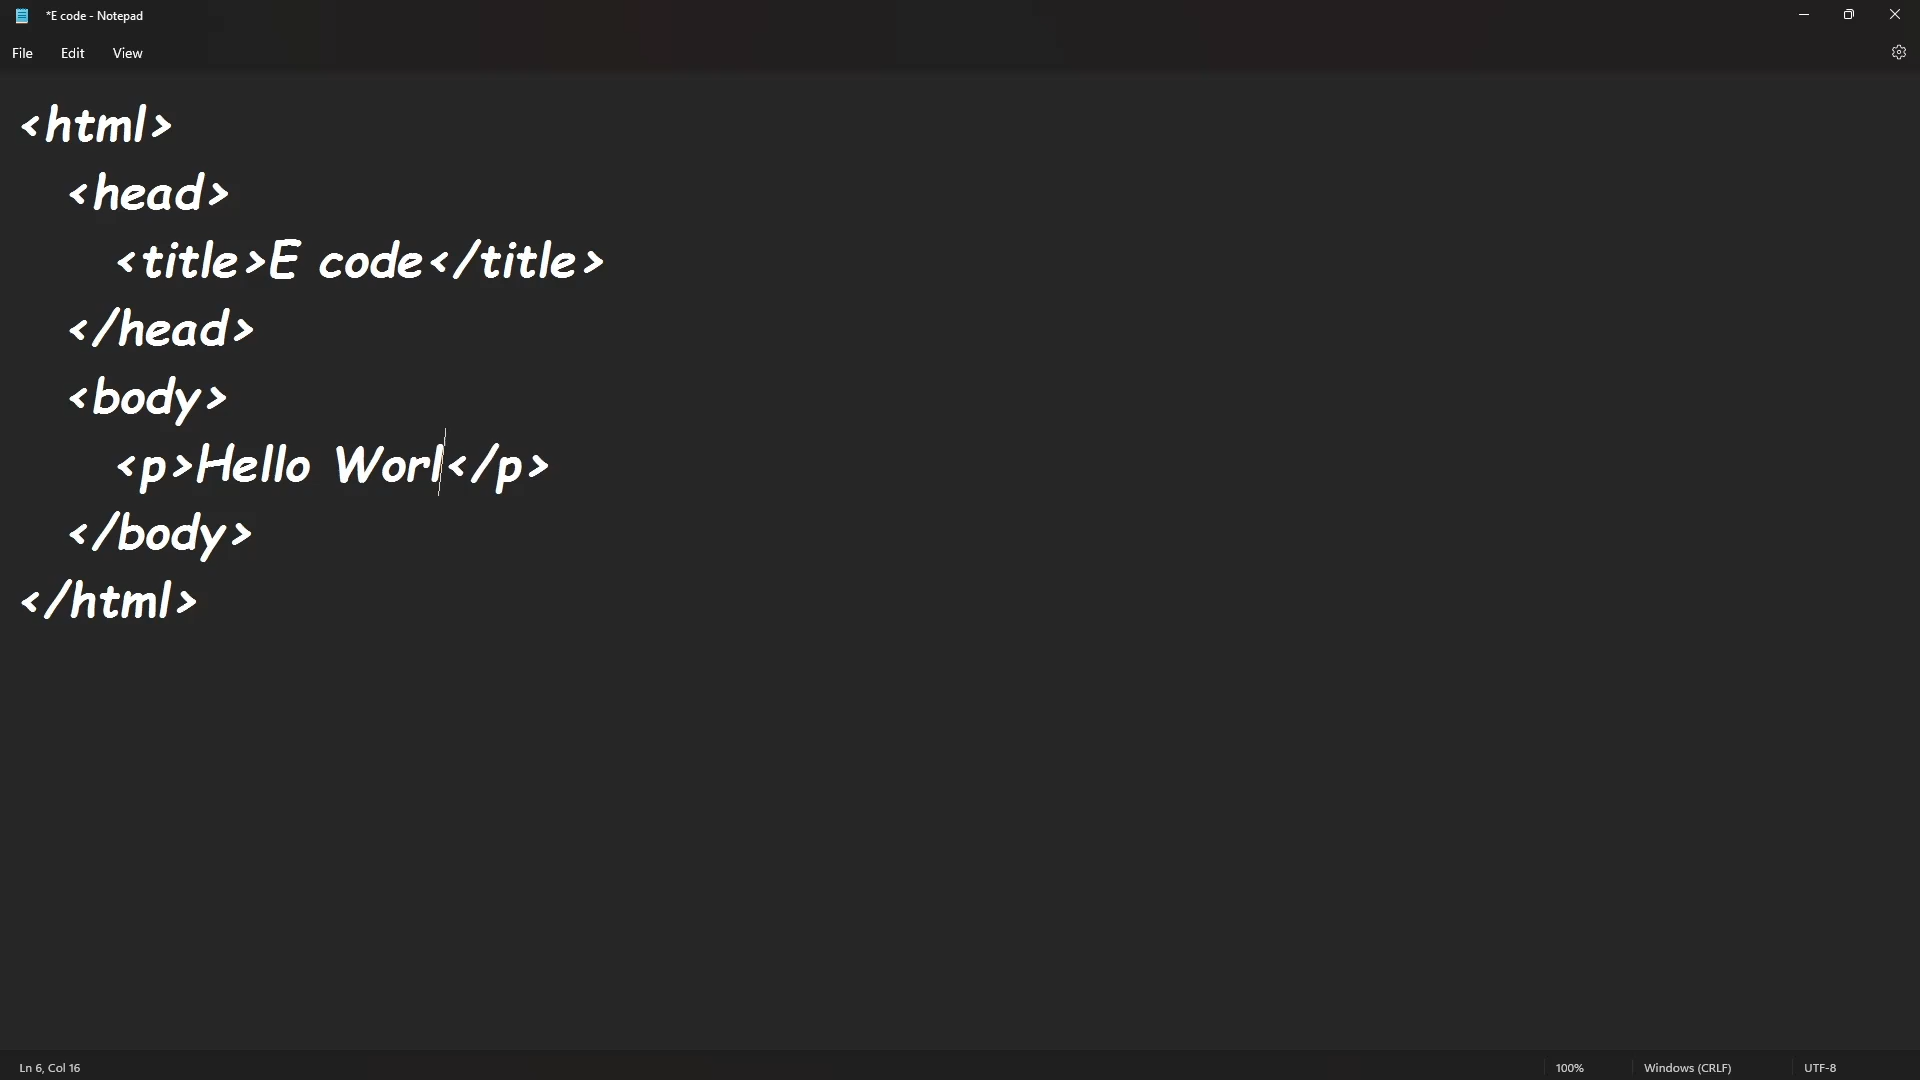 *E code - Notepad
File Edit View
<html>
<head>
<title>E code</title>
</head>
<body>
<p>Hello Worl</p>
</body>
</html>
Ln 6, Col 16 100% Windows (CRLF) UTF-8